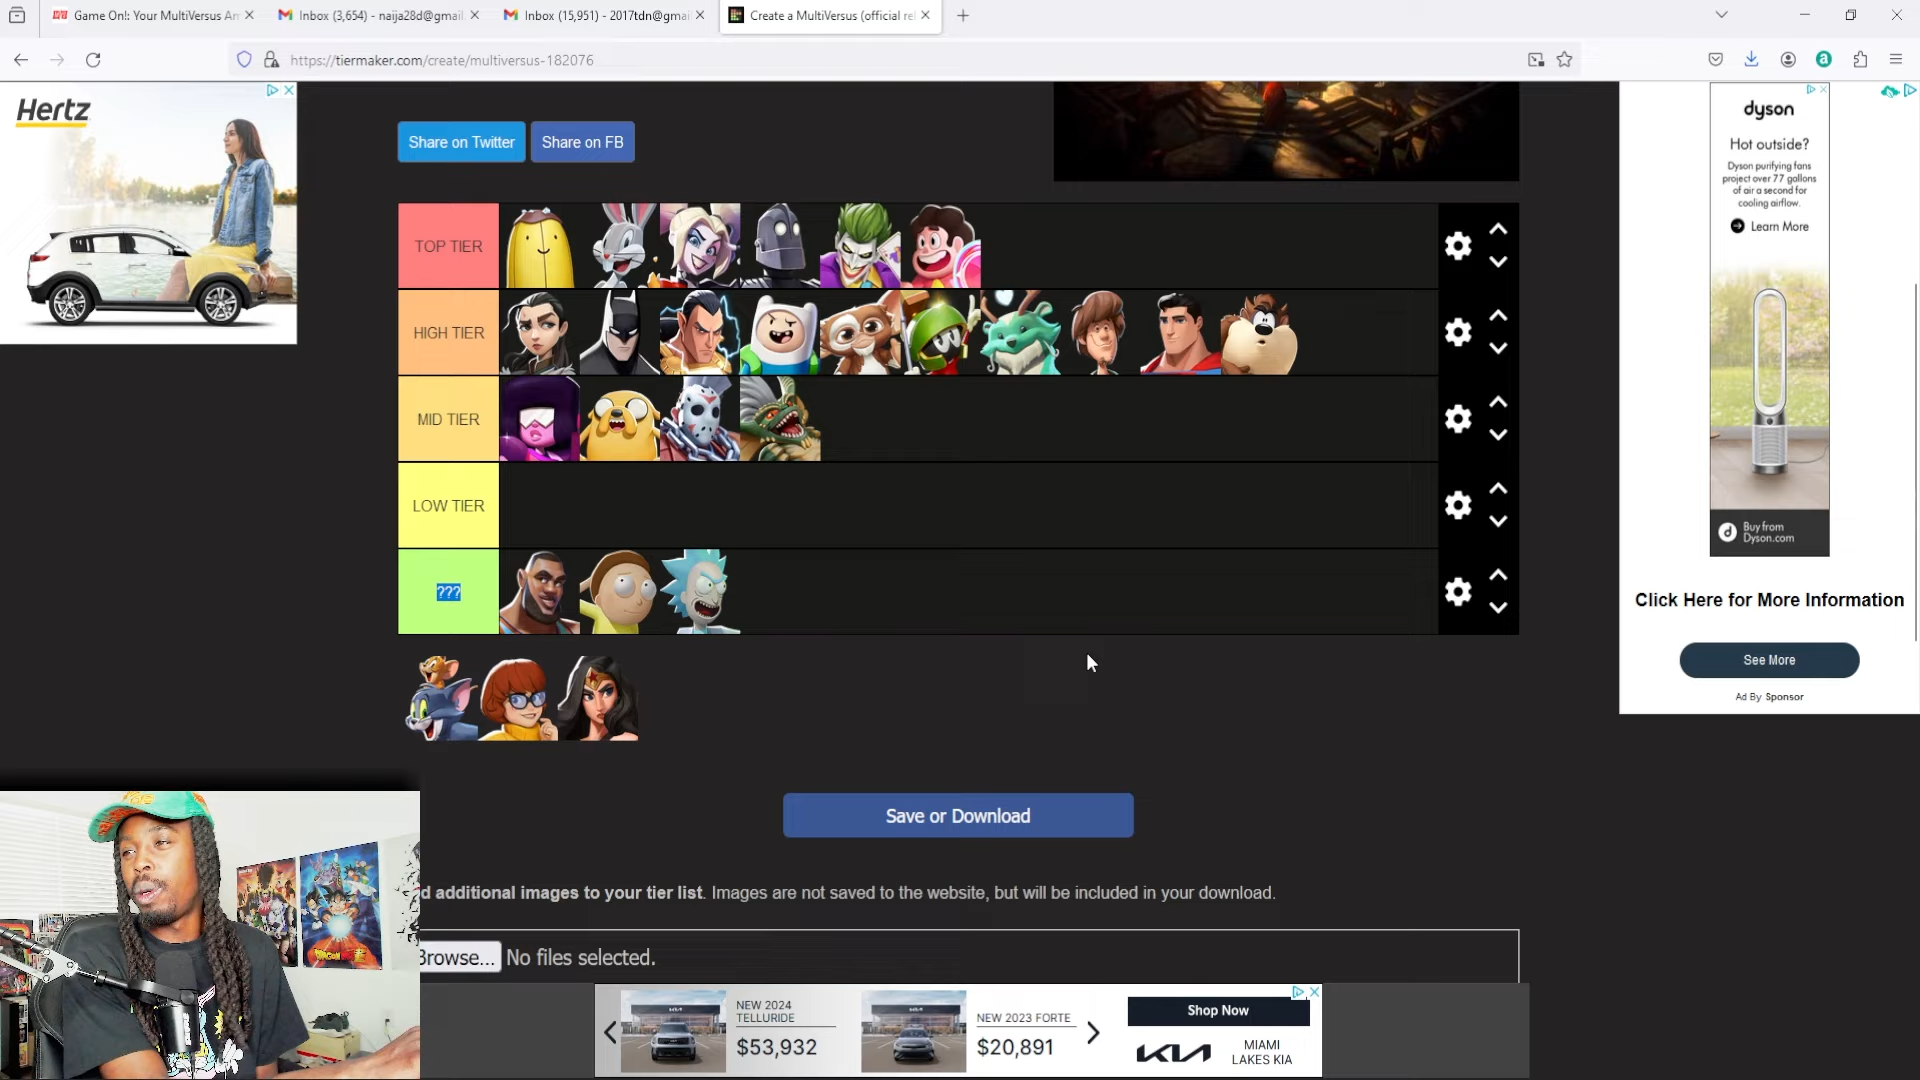 Game On!: Your MultiVersus Ar
Inbox (3,654) - naija28d@gmail.
Inbox (15,951) - 2017tdn@gmai
Create a MultiVersus (official rel
https://tiermaker.com/create/multiversus-182076
Hertz
Share on Twitter
Share on FB
dyson
Hot outside?
Dyson purifying fans
project over 77 gallons
of air a second for
cooling airflow.
Learn More
TOP TIER
HIGH TIER
MID TIER
LOW TIER
???
Buy from
Dyson.com
Click Here for More Information
See More
Ad By Sponsor
Save or Download
d additional images to your tier list. Images are not saved to the website, but will be included in your download.
Browse... No files selected.
NEW 2024
TELLURIDE
$53,932
NEW 2023 FORTE
$20,891
Shop Now
KIA
MIAMI
LAKES KIA